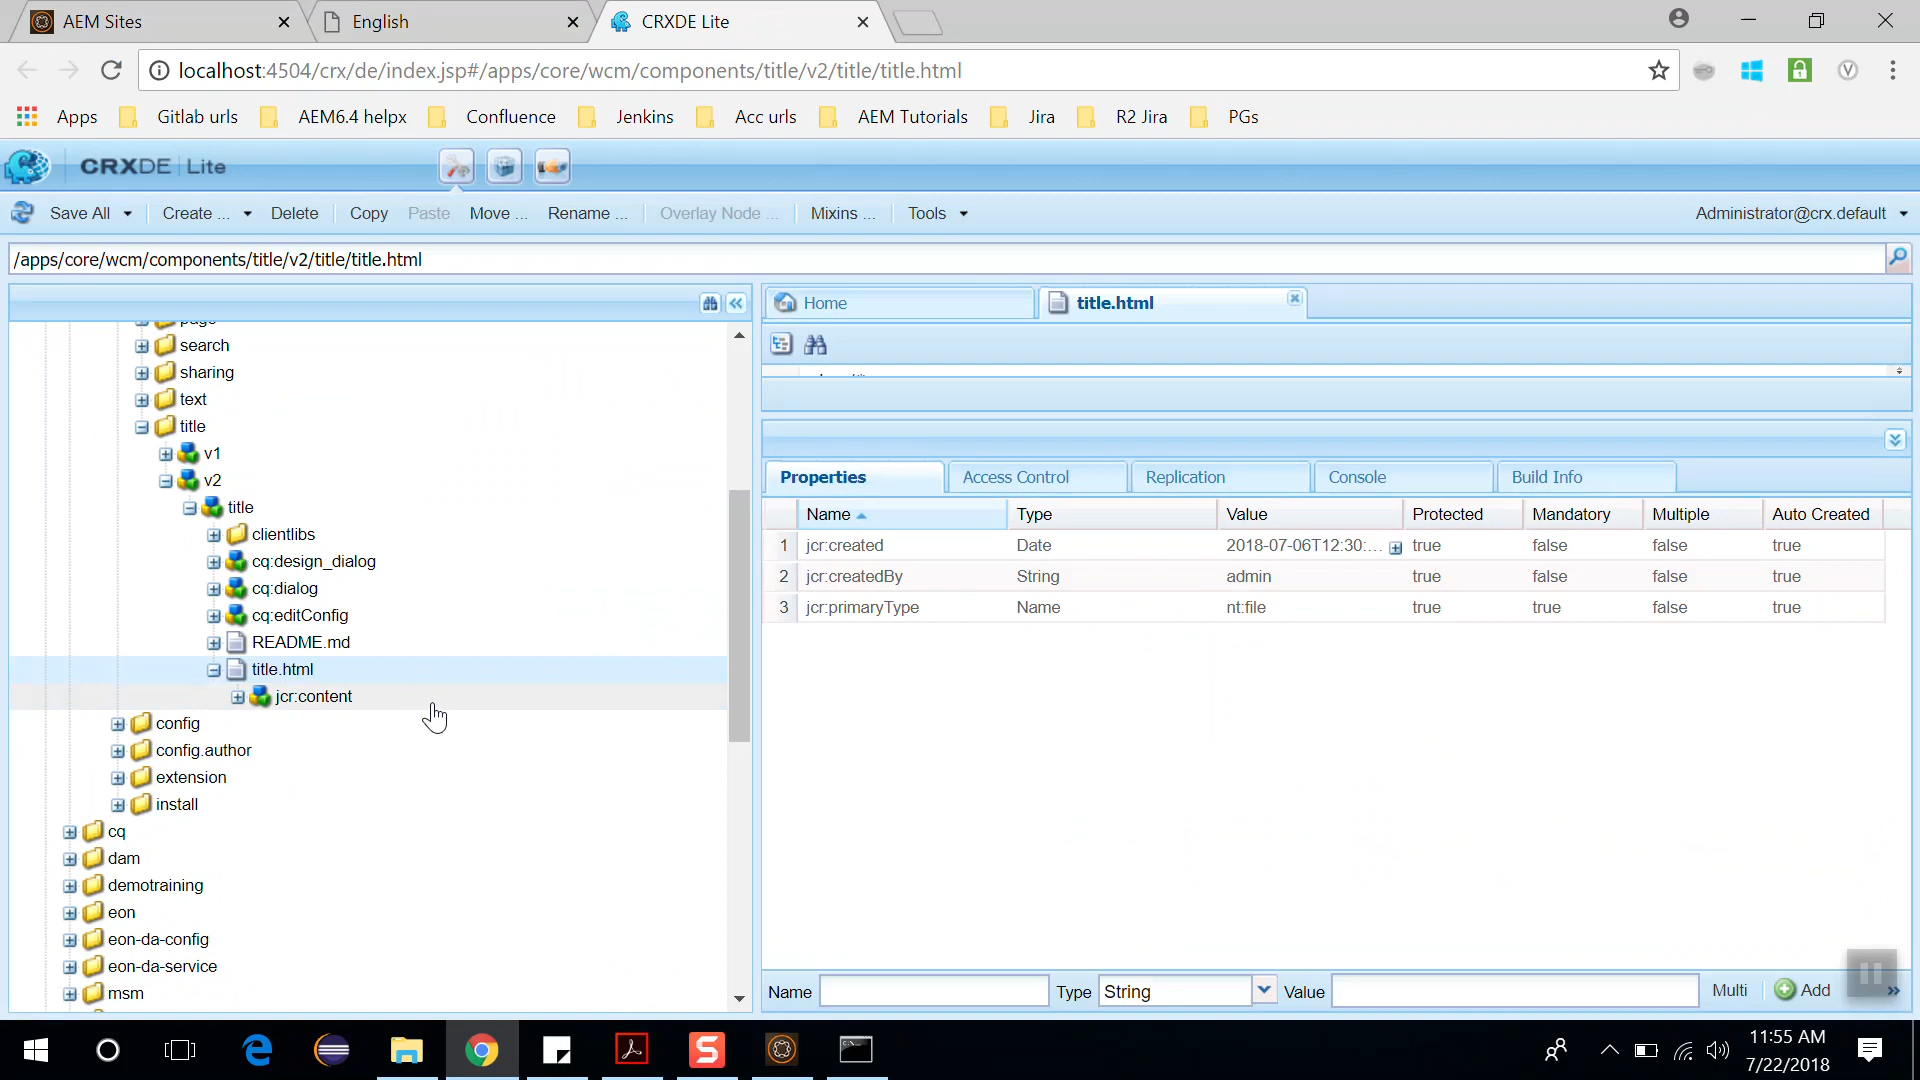 AEM Sites English CRXDE Lite
localhost:4504/crx/de/index.jsp#/apps/core/wcm/components/title/v2/title/title.html
Apps Gitlab urls AEM6.4 helpx Confluence Jenkins Acc urls AEM Tutorials Jira R2 Jira PGs
CRXDE | Lite
Save All Create ... Delete Copy Paste Move ... Rename ... Overlay Node ... Mixins ... Tools Administrator@crx.default
/apps/core/wcm/components/title/v2/title/title.html
Home title.html
page
search
sharing
text
title
v1
v2
title
clientlibs
cq:design_dialog
cq:dialog
cq:editConfig
README.md
title.html
jcr:content
config
config.author
extension
install
cq
dam
demotraining
eon
eon-da-config
eon-da-service
msm
Properties Access Control Replication Console Build Info
Name Type Value Protected Mandatory Multiple Auto Created
1 jcr:created Date 2018-07-06T12:30:... true false false true
2 jcr:createdBy String admin true false false true
3 jcr:primaryType Name nt:file true true false true
Name Type String Value Multi Add
11:55 AM
7/22/2018